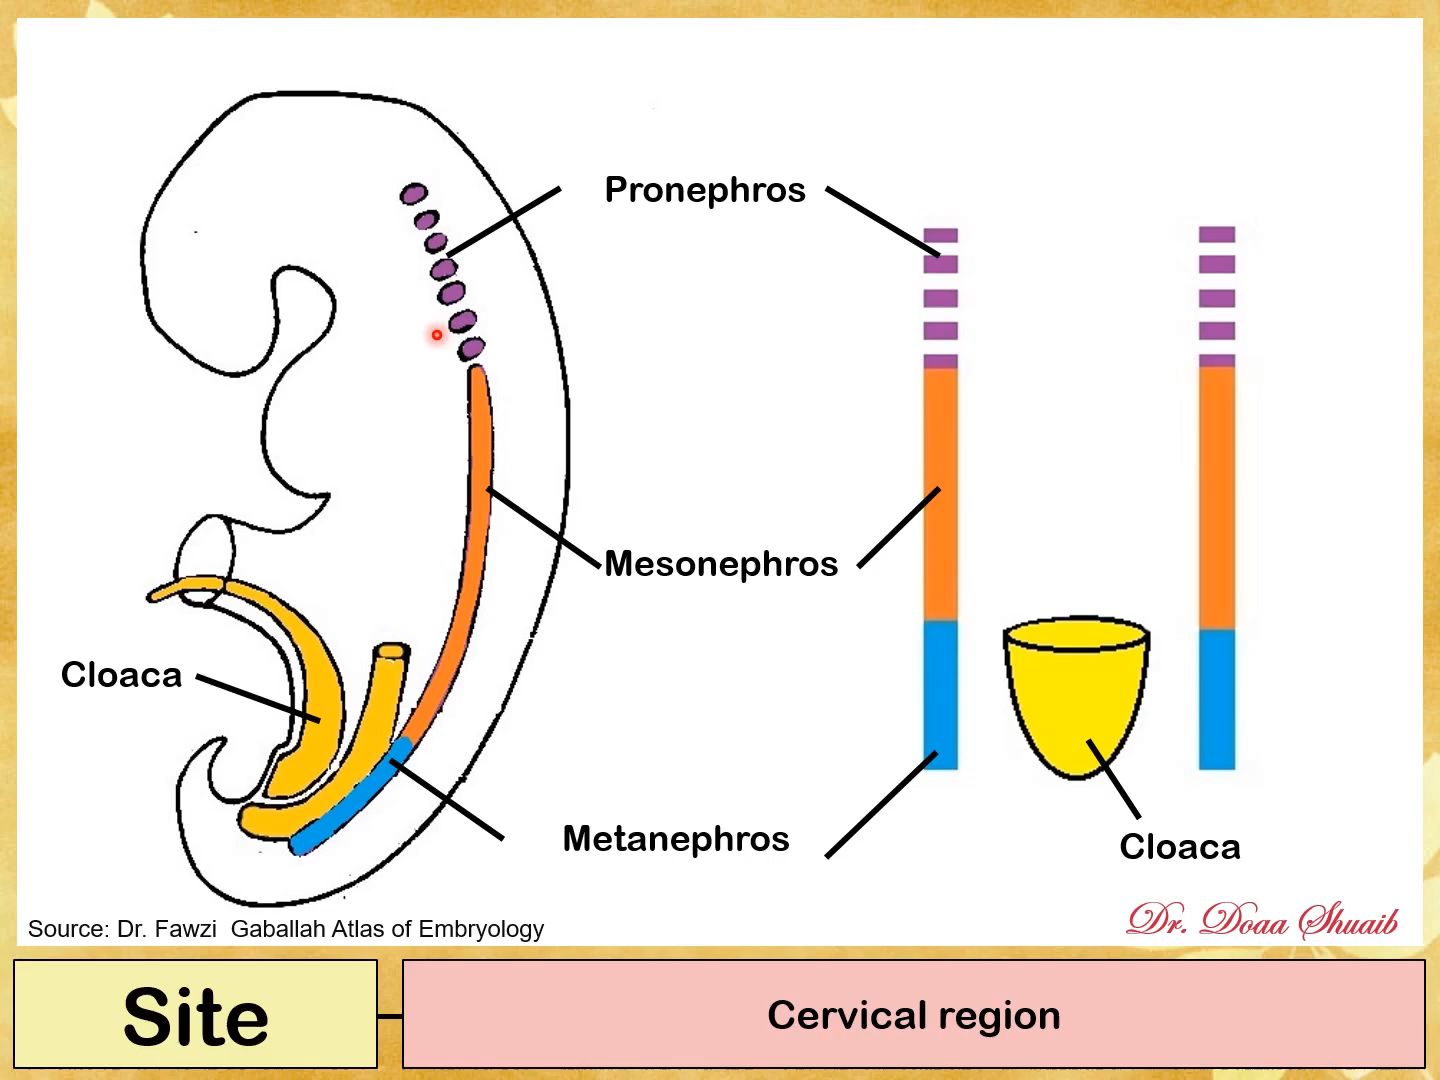 Pronephros
Mesonephros
Cloaca
Metanephros
Cloaca
Source: Dr. Fawzi  Gaballah Atlas of Embryology
Dr. Doaa Shuaib
Site
Cervical region